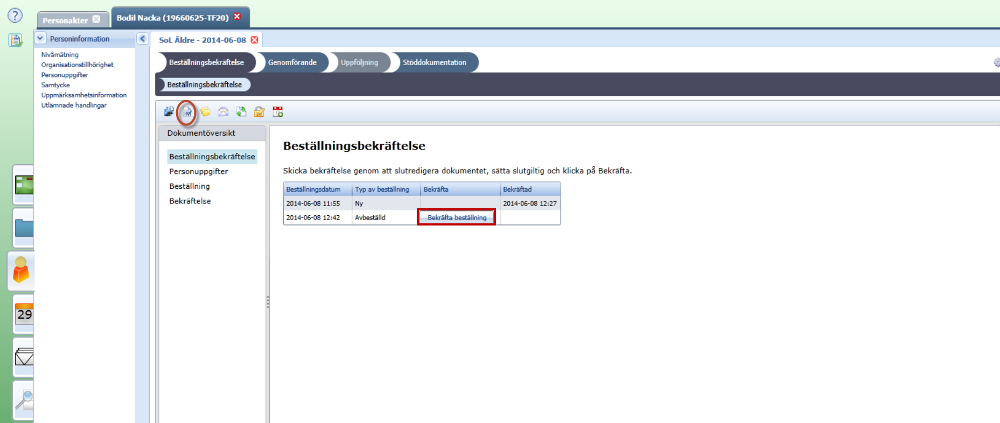 Personakter
Bodil Nacka (19660625-TF20)
Personinformation
Nivåmätning
Organisationstillhörighet
Personuppgifter
Samtycke
Uppmärksamhetsinformation
Utlämnade handlingar
SoL Äldre - 2014-06-08
Beställningsbekräftelse Genomförande Uppföljning Stöddokumentation
Beställningsbekräftelse
Dokumentöversikt
Beställningsbekräftelse
Personuppgifter
Beställning
Bekräftelse
Beställningsbekräftelse
Skicka bekräftelse genom att slutredigera dokumentet, sätta slutgiltig och klicka på Bekräfta.
Beställningsdatum Typ av beställning Bekräfta Bekräftad
2014-06-08 11:55 Ny 2014-06-08 12:27
2014-06-08 12:42 Avbeställd Bekräfta beställning
29